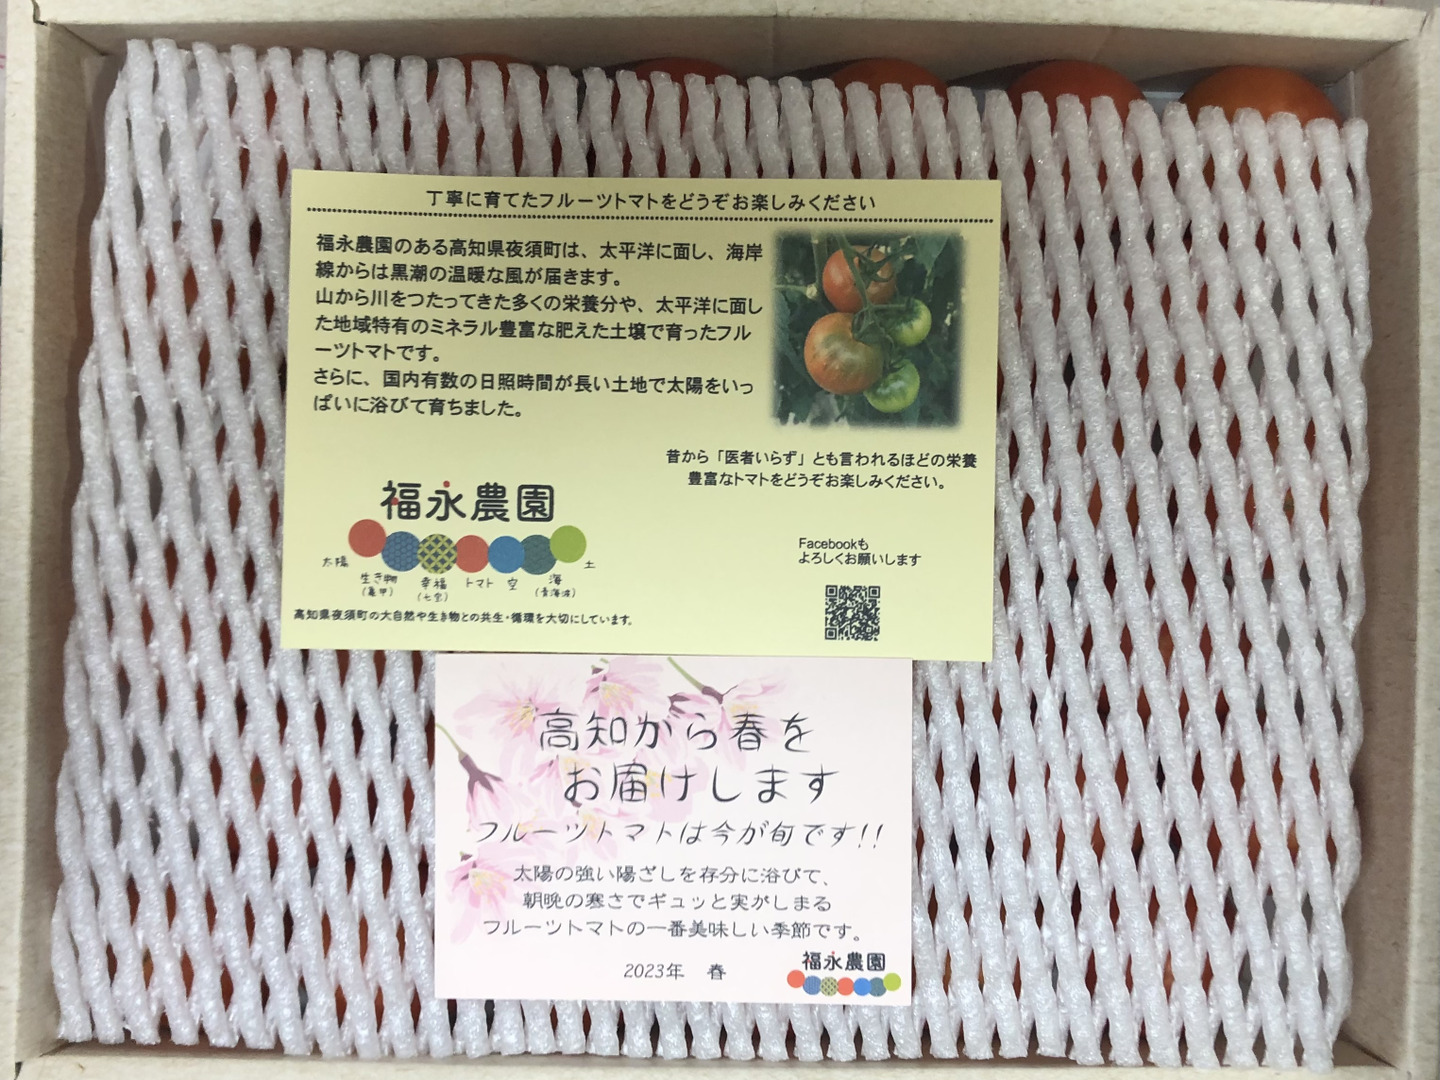 丁寧に育てたフルーツトマトをどうぞお楽しみください
福永農園のある高知県夜須町は、太平洋に面し、海岸
線からは黒潮の温暖な風が届きます。
山から川をつたってきた多くの栄養分や、太平洋に面し
た地域特有のミネラル豊富な肥えた土壌で育ったフル
ーツトマトです。
さらに、国内有数の日照時間が長い土地で太陽をいっ
ぱいに浴びて育ちました。
昔から「医者いらず」とも言われるほどの栄養
豊富なトマトをどうぞお楽しみください。
福永農園
太陽
生き物
(亀甲)
幸福
(七宝)
トマト
空
海
(青海波)
土
高知県夜須町の大自然や生き物との共生・循環を大切にしています。
Facebookも
よろしくお願いします
高知から春を
お届けします
フルーツトマトは今が旬です!!
太陽の強い陽ざしを存分に浴びて、
朝晩の寒さでギュッと実がしまる
フルーツトマトの一番美味しい季節です。
2023年 春
福永農園